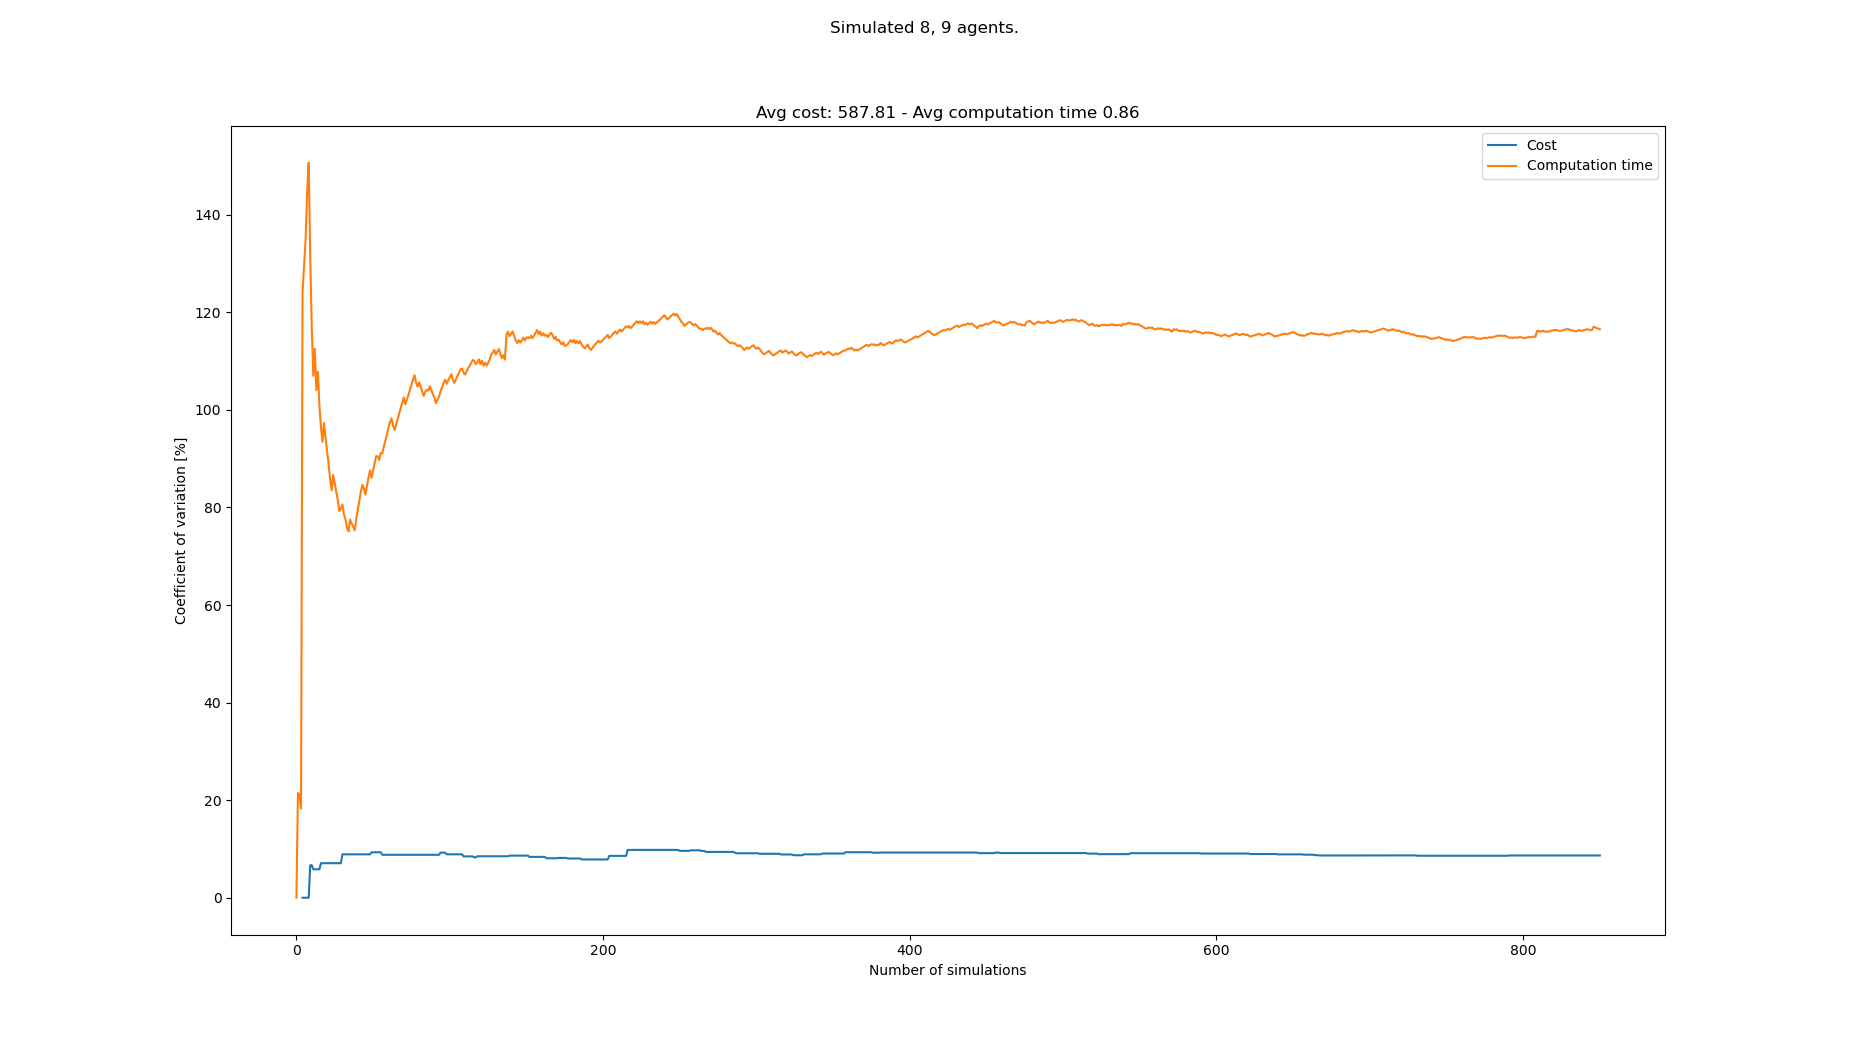 Simulated 8, 9 agents.
Avg cost: 587.81 - Avg computation time 0.86
Cost
Computation time
Coefficient of variation [%]
140
120
100
80
60
40
20
0
0 200 400 600 800
Number of simulations